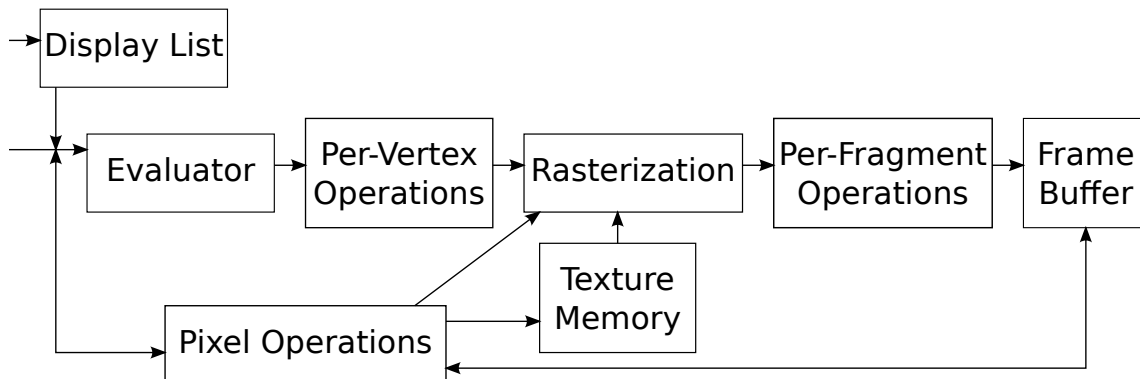 Display List
Evaluator
Per-Vertex
Operations
Rasterization
Per-Fragment
Operations
Frame
Buffer
Texture
Memory
Pixel Operations